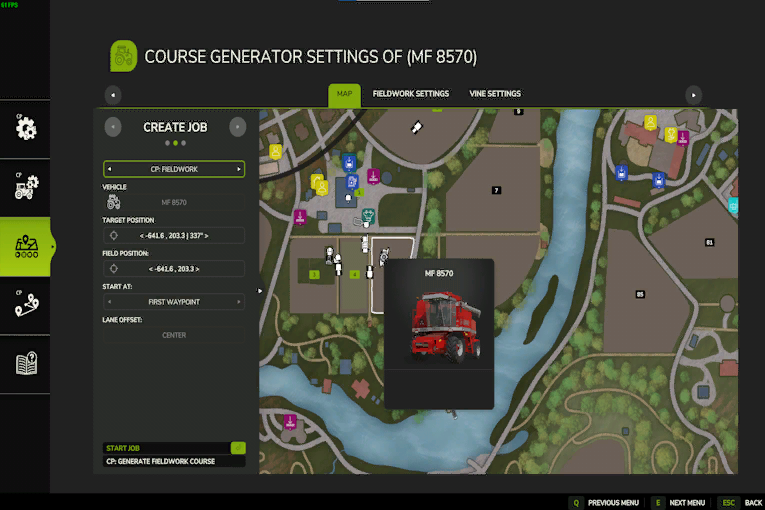 61 FPS
COURSE GENERATOR SETTINGS OF (MF 8570)
MAP
FIELDWORK SETTINGS
VINE SETTINGS
CP
CP
CP
CREATE JOB
CP: FIELDWORK
VEHICLE
MF 8570
TARGET POSITION
< -641.6 , 203.3 | 337° >
FIELD POSITION:
< -641.6 , 203.3 >
START AT:
FIRST WAYPOINT
LANE OFFSET:
CENTER
START JOB
CP: GENERATE FIELDWORK COURSE
9
7
81
85
3
4
MF 8570
Q PREVIOUS MENU
E NEXT MENU
ESC BACK